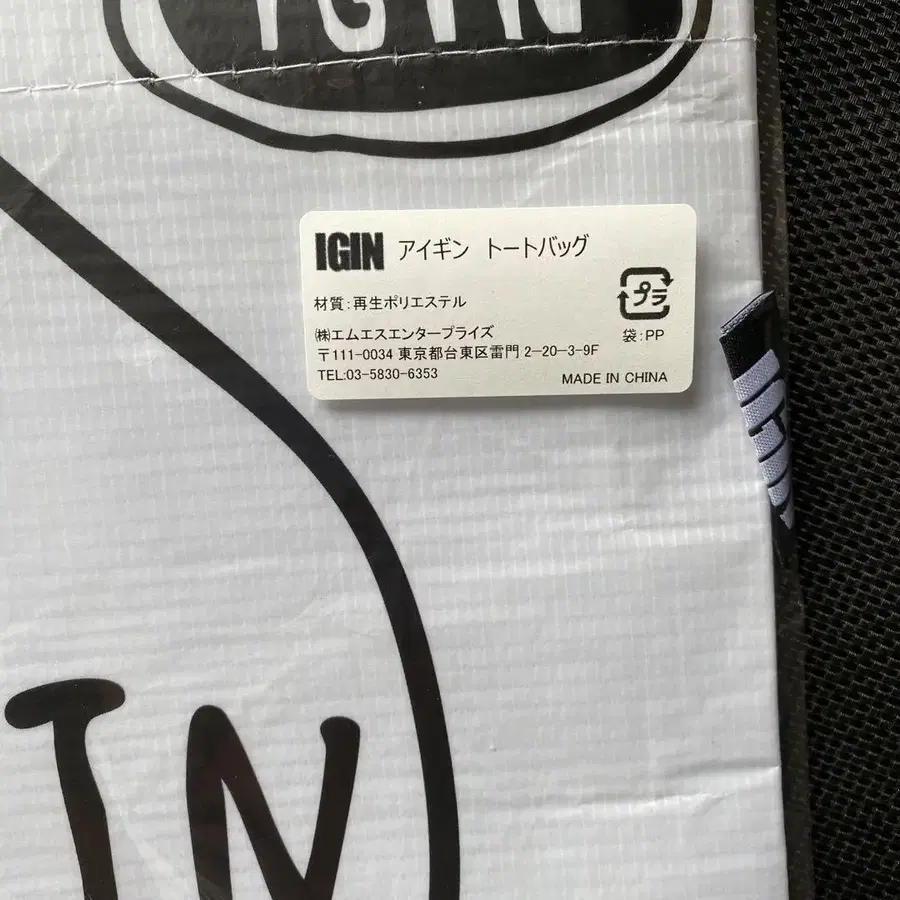 IGIN
IGIN アイギン トートバッグ
材質:再生ポリエステル
プラ
㈱エムエスエンタープライズ
袋:PP
〒111-0034 東京都台東区雷門 2-20-3-9F
TEL:03-5830-6353
MADE IN CHINA
IN